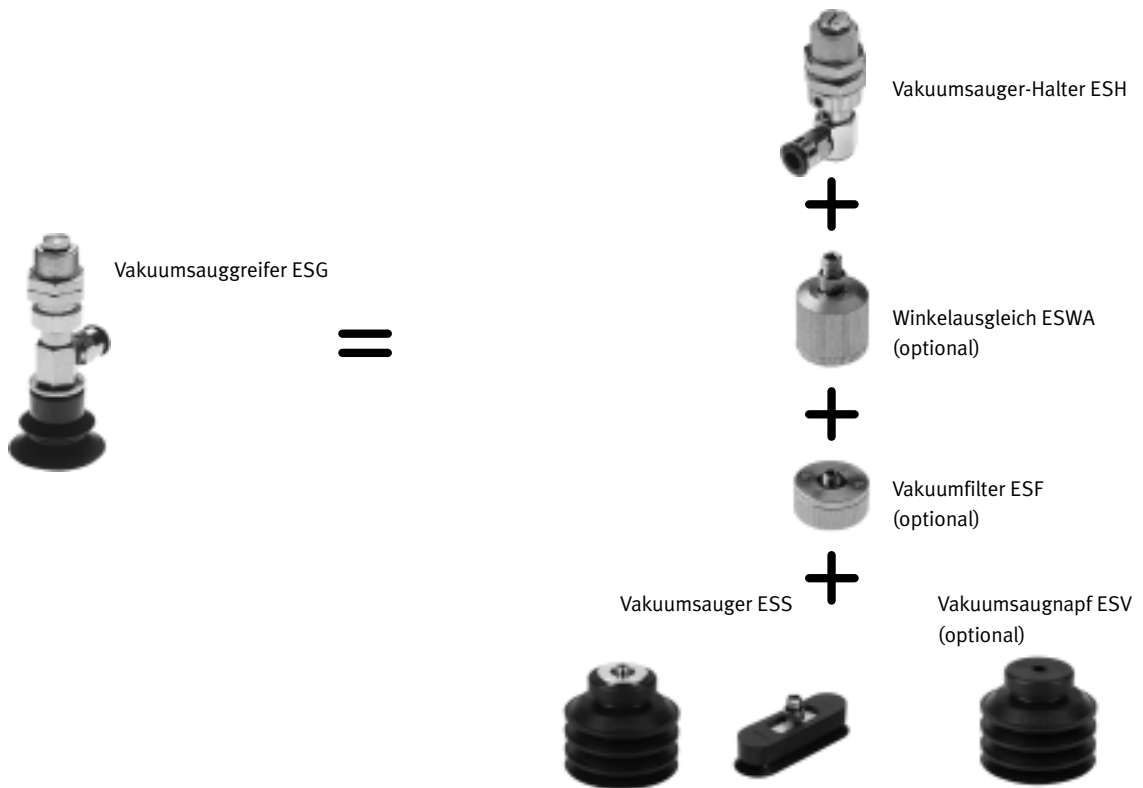 Vakuumsauger-Halter ESH
Vakuumsauggreifer ESG
Winkelausgleich ESWA
(optional)
Vakuumfilter ESF
(optional)
Vakuumsauger ESS
Vakuumsaugnapf ESV
(optional)